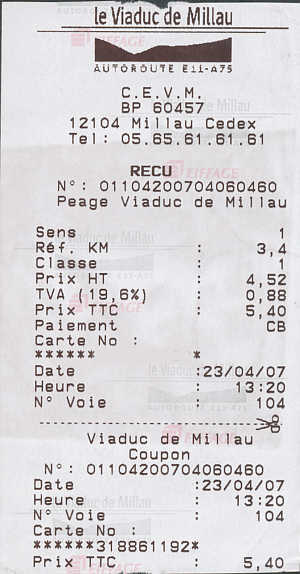 le Viaduc de Millau
AUTOROUTE E11-A75
C.E.V.M.
BP 60457
12104 Millau Cedex
Tel: 05.65.61.61.61
RECU
N°: 01104200704060460
Peage Viaduc de Millau
Sens 1
Réf. KM : 3,4
Classe : 1
Prix HT : 4,52
TVA (19,6%) : 0,88
Prix TTC : 5,40
Paiement CB
Carte No :
****** *
Date :23/04/07
Heure : 13:20
N° Voie : 104
Viaduc de Millau
Coupon
N°: 01104200704060460
Date :23/04/07
Heure : 13:20
N° Voie : 104
Carte No :
******318861192*
Prix TTC : 5,40